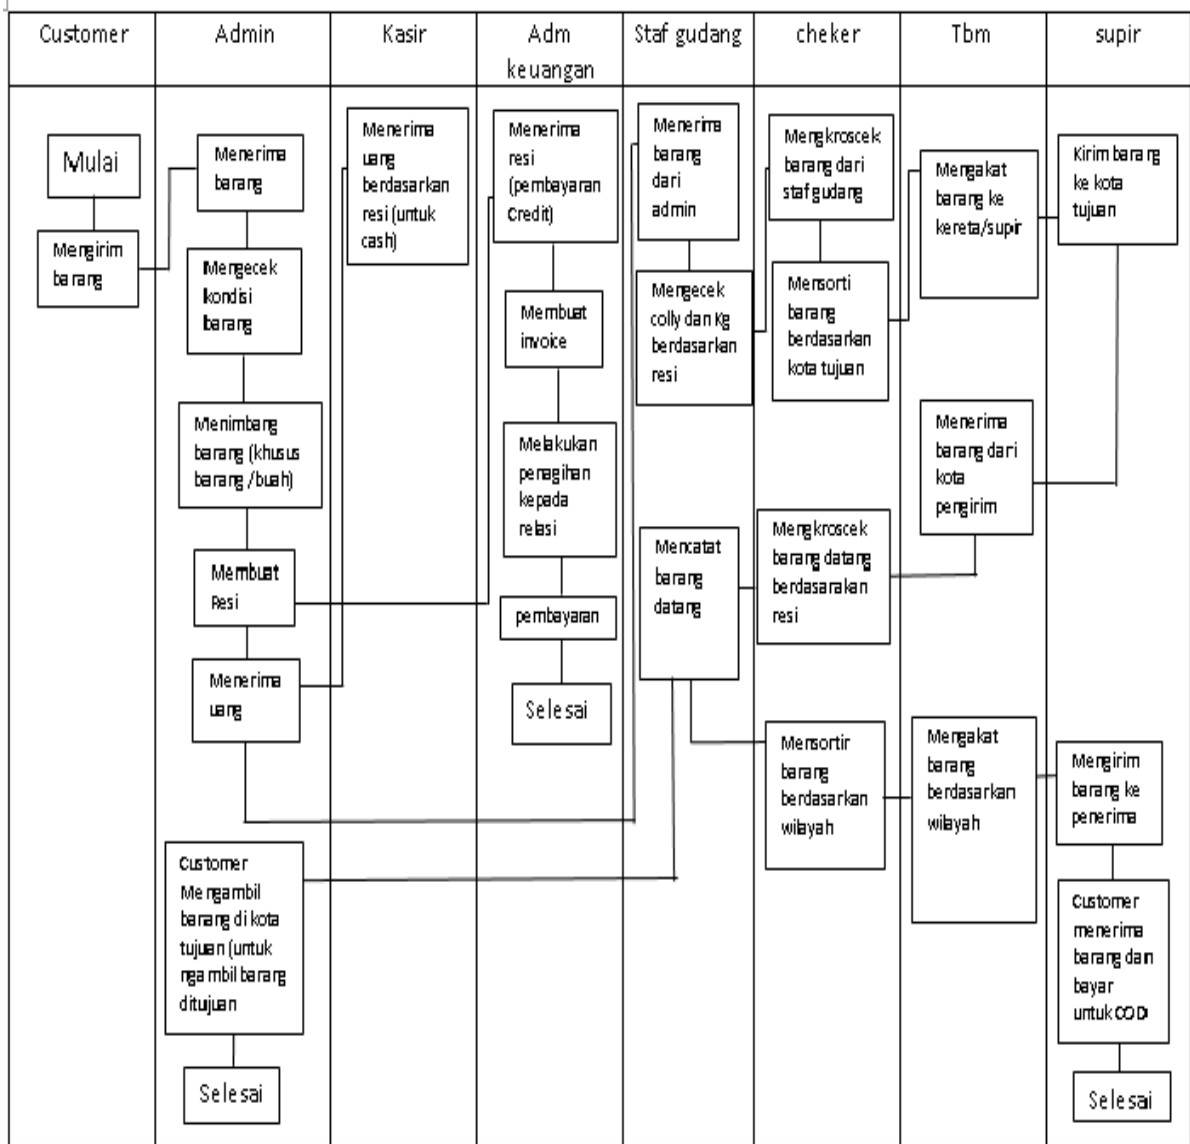 Customer
Admin
Kasir
Adm
keuangan
Staf gudang
cheker
Tbm
supir
Mulai
Mengirim
barang
Menerima
barang
Mengecek
kondisi
barang
Menimbang
barang (khusus
barang /buah)
Membuat
Resi
Menerima
uang
Customer
Mengambil
barang di kota
tujuan (untuk
ngambil barang
ditujuan
Selesai
Menerima
uang
berdasarkan
resi (untuk
cash)
Menerima
resi
(pembayaran
Credit)
Membuat
invoice
Melakukan
penagihan
kepada
relasi
pembayaran
Selesai
Menerima
barang
dari
admin
Mengecek
colly dan Kg
berdasarkan
resi
Mencatat
barang
datang
Mengkroscek
barang dari
staf gudang
Mensorti
barang
berdasarkan
kota tujuan
Mengkroscek
barang datang
berdasarakan
resi
Mensortir
barang
berdasarkan
wilayah
Mengakat
barang ke
kereta/supir
Menerima
barang dari
kota
pengirim
Mengakat
barang
berdasarkan
wilayah
Kirim barang
ke kota
tujuan
Mengirim
barang ke
penerima
Customer
menerima
barang dan
bayar
untuk COD
Selesai